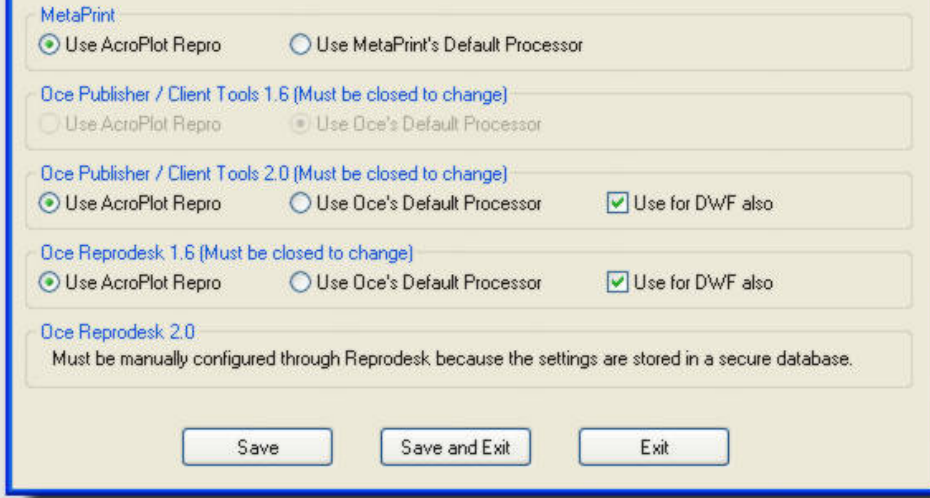 MetaPrint
Use AcroPlot Repro Use MetaPrint's Default Processor
Oce Publisher / Client Tools 1.6 (Must be closed to change)
Use AcroPlot Repro Use Oce's Default Processor
Oce Publisher / Client Tools 2.0 (Must be closed to change)
Use AcroPlot Repro Use Oce's Default Processor Use for DWF also
Oce Reprodesk 1.6 (Must be closed to change)
Use AcroPlot Repro Use Oce's Default Processor Use for DWF also
Oce Reprodesk 2.0
Must be manually configured through Reprodesk because the settings are stored in a secure database.
Save Save and Exit Exit